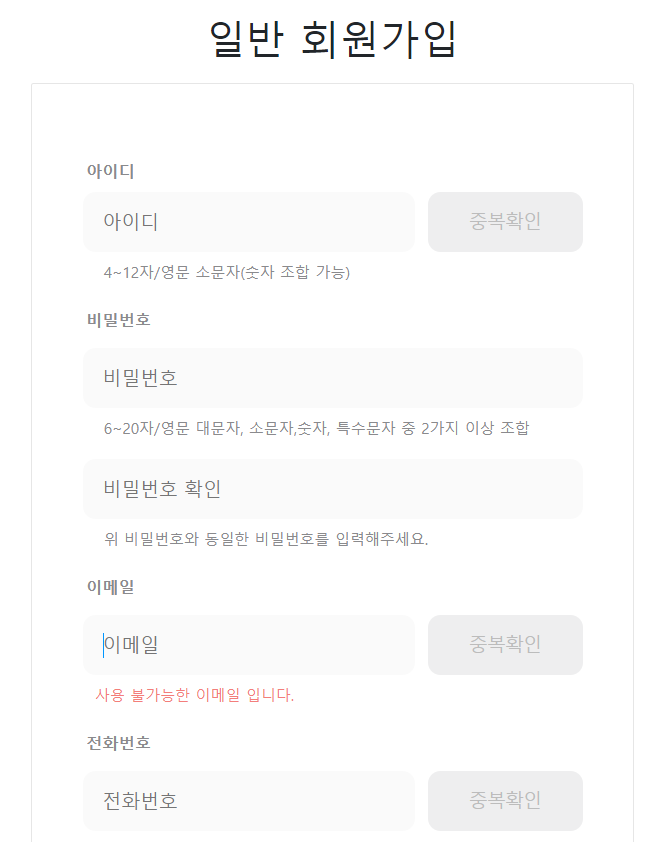 일반 회원가입
아이디
아이디 중복확인
4~12자/영문 소문자(숫자 조합 가능)
비밀번호
비밀번호
6~20자/영문 대문자, 소문자,숫자, 특수문자 중 2가지 이상 조합
비밀번호 확인
위 비밀번호와 동일한 비밀번호를 입력해주세요.
이메일
이메일 중복확인
사용 불가능한 이메일 입니다.
전화번호
전화번호 중복확인